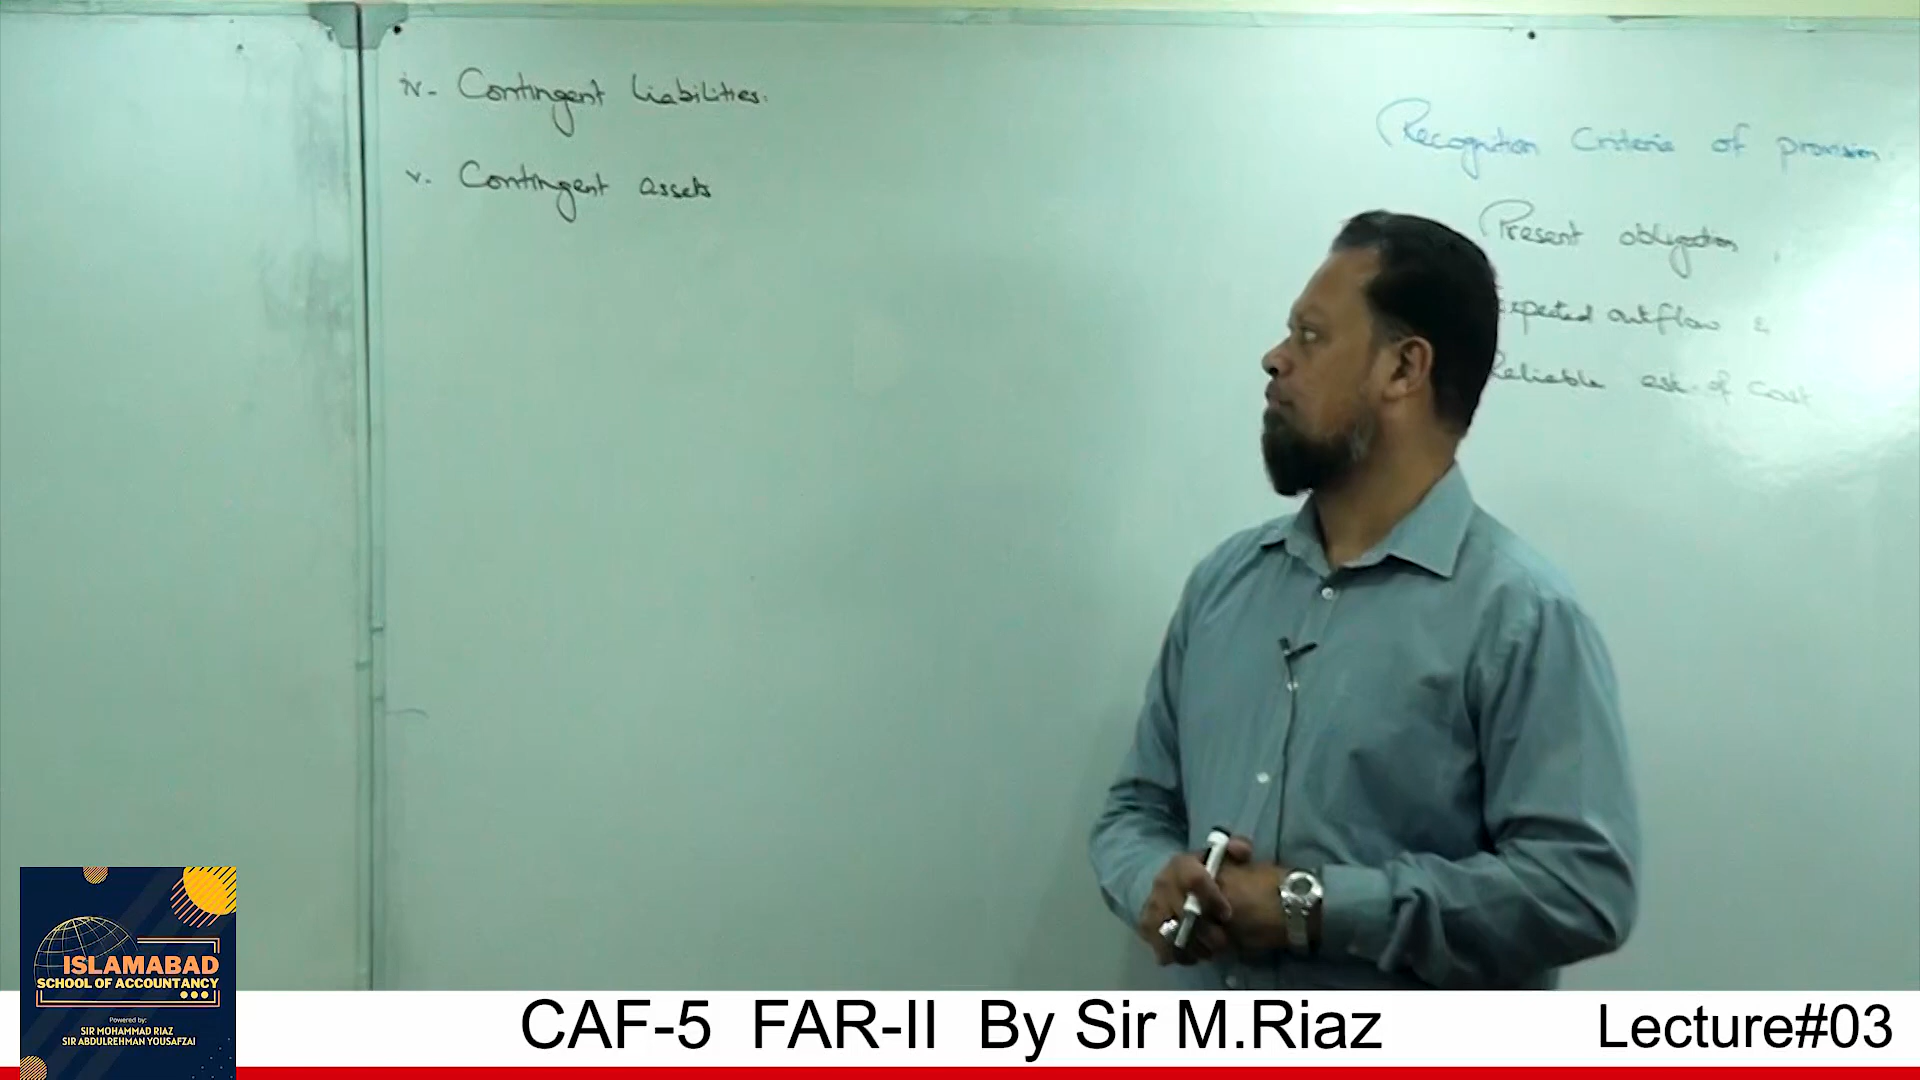 iv- Contingent liabilities.
v. Contingent assets
Recognition Criteria of provision
Present obligation,
Expected outflow &
Reliable est. of cost
ISLAMABAD
SCHOOL OF ACCOUNTANCY
Powered by:
SIR MOHAMMAD RIAZ
SIR ABDULREHMAN YOUSAFZAI
CAF-5 FAR-II By Sir M.Riaz
Lecture#03